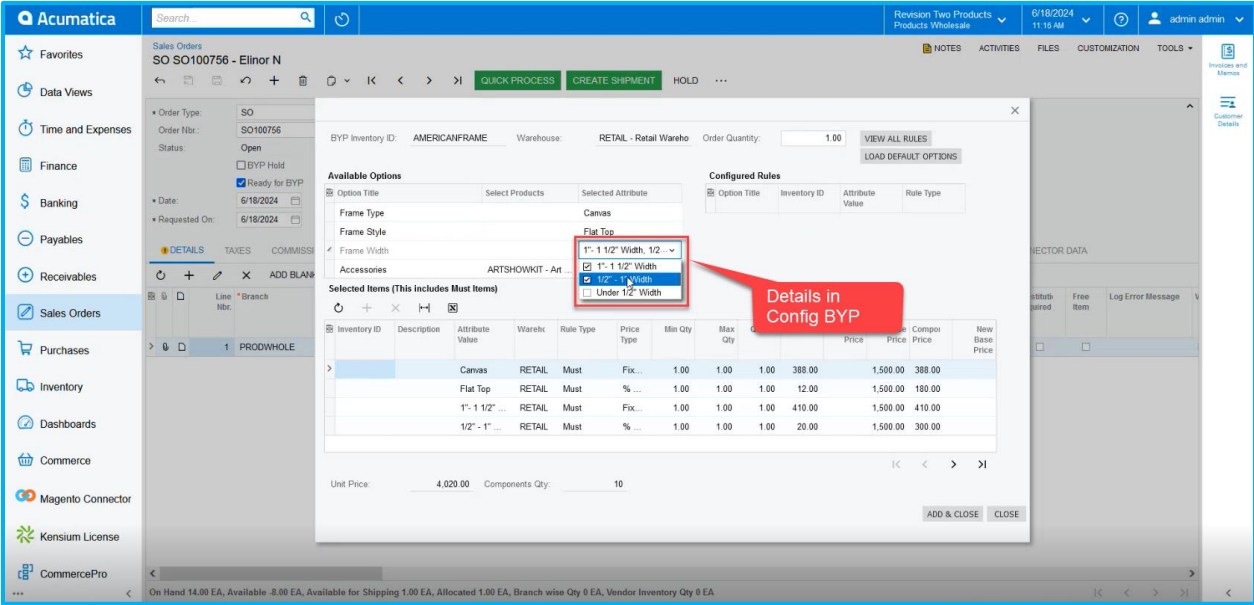 Acumatica
Search...
Revision Two Products
Products Wholesale
6/18/2024
11:16 AM
admin admin
Favorites
Data Views
Time and Expenses
Finance
Banking
Payables
Receivables
Sales Orders
Purchases
Inventory
Dashboards
Commerce
Magento Connector
Kensium License
CommercePro
Sales Orders
SO SO100756 - Elinor N
NOTES ACTIVITIES FILES CUSTOMIZATION TOOLS
QUICK PROCESS CREATE SHIPMENT HOLD ...
Invoices and
Memos
Customer
Details
* Order Type: SO
Order Nbr.: SO100756
Status: Open
BYP Hold
Ready for BYP
* Date: 6/18/2024
* Requested On: 6/18/2024
DETAILS TAXES COMMISSI
NECTOR DATA
ADD BLANK
Line
Nbr.
*Branch
1 PRODWHOLE
Free
Item
Log Error Message
BYP Inventory ID: AMERICANFRAME Warehouse: RETAIL - Retail Wareho Order Quantity: 1.00 VIEW ALL RULES
LOAD DEFAULT OPTIONS
Available Options
Option Title Select Products Selected Attribute
Frame Type Canvas
Frame Style Flat Top
Frame Width 1"- 1 1/2" Width, 1/2...
Accessories ARTSHOWKIT - Art ...
1"- 1 1/2" Width
1/2" - 1" Width
Under 1/2" Width
Configured Rules
Option Title Inventory ID Attribute Value Rule Type
Details in
Config BYP
Selected Items (This includes Must Items)
Inventory ID Description Attribute Value Warehc Rule Type Price Type Min Qty Max Qty Price Price Compoi Price New Base Price
Canvas RETAIL Must Fix... 1.00 1.00 1.00 388.00 1,500.00 388.00
Flat Top RETAIL Must % ... 1.00 1.00 1.00 12.00 1,500.00 180.00
1"- 1 1/2" ... RETAIL Must Fix... 1.00 1.00 1.00 410.00 1,500.00 410.00
1/2" - 1" ... RETAIL Must % ... 1.00 1.00 1.00 20.00 1,500.00 300.00
Unit Price: 4,020.00 Components Qty: 10
ADD & CLOSE CLOSE
On Hand 14.00 EA, Available -8.00 EA, Available for Shipping 1.00 EA, Allocated 1.00 EA, Branch wise Qty 0 EA, Vendor Inventory Qty 0 EA